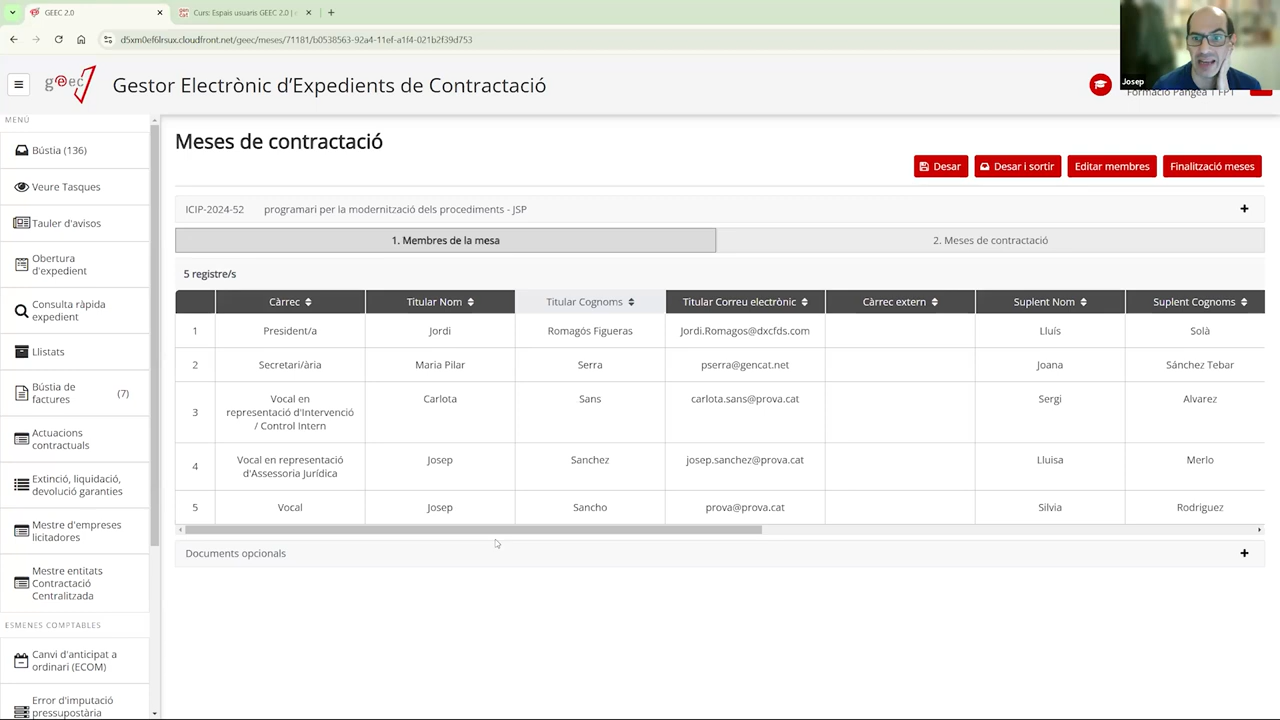 GEEC 2.0
Curs: Espais usuaris GEEC 2.0 | e
d5xm0ef6lrsux.cloudfront.net/geec/meses/71181/b0538563-92a4-11ef-a1f4-021b2f39d753
Josep
geec
Gestor Electrònic d'Expedients de Contractació
Formació Pangea 1 FPT
MENÚ
Bústia (136)
Veure Tasques
Tauler d'avisos
Obertura
d'expedient
Consulta ràpida
expedient
Llistats
Bústia de
factures
(7)
Actuacions
contractuals
Extinció, liquidació,
devolució garanties
Mestre d'empreses
licitadores
Mestre entitats
Contractació
Centralitzada
ESMENES COMPTABLES
Canvi d'anticipat a
ordinari (ECOM)
Error d'imputació
pressupostària
Meses de contractació
Desar
Desar i sortir
Editar membres
Finalització meses
ICIP-2024-52 programari per la modernització dels procediments - JSP
1. Membres de la mesa
2. Meses de contractació
5 registre/s
Càrrec Titular Nom Titular Cognoms Titular Correu electrònic Càrrec extern Suplent Nom Suplent Cognoms
1 President/a Jordi Romagós Figueras Jordi.Romagos@dxcfds.com Lluís Solà
2 Secretari/ària Maria Pilar Serra pserra@gencat.net Joana Sánchez Tebar
3 Vocal en representació d'Intervenció / Control Intern Carlota Sans carlota.sans@prova.cat Sergi Alvarez
4 Vocal en representació d'Assessoria Jurídica Josep Sanchez josep.sanchez@prova.cat Lluisa Merlo
5 Vocal Josep Sancho prova@prova.cat Silvia Rodriguez
Documents opcionals